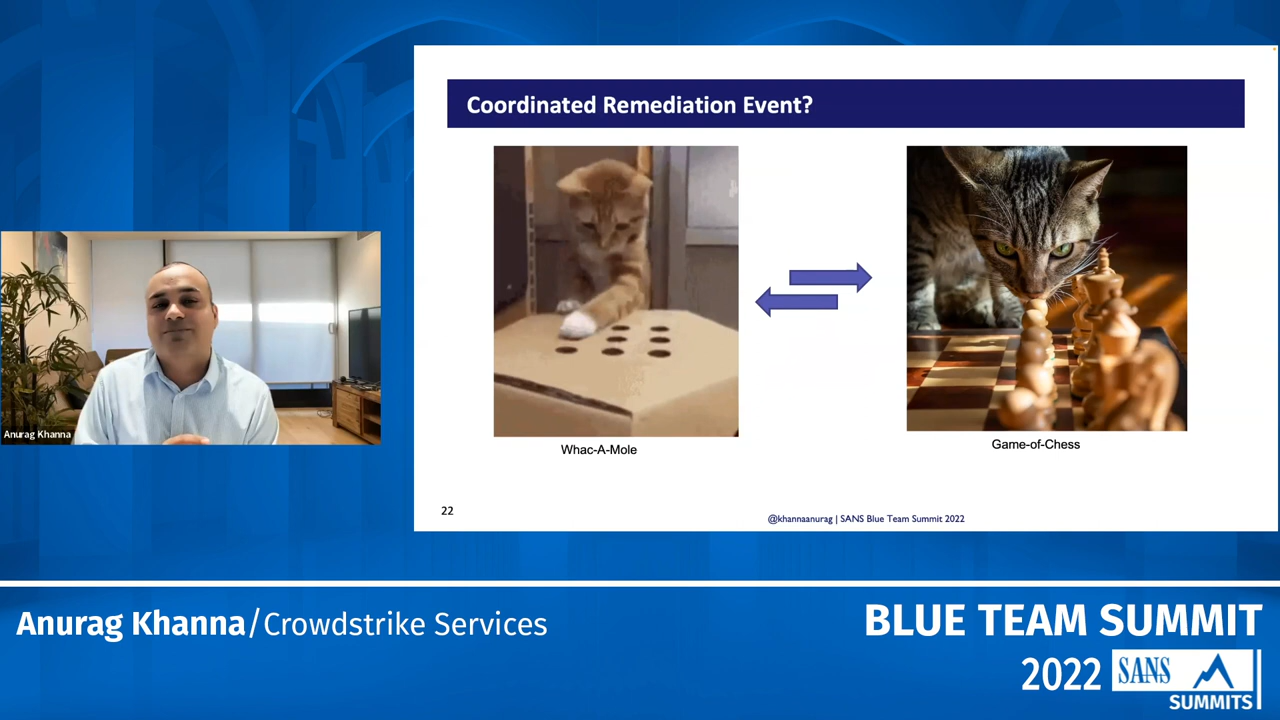 Coordinated Remediation Event?
Whac-A-Mole
Game-of-Chess
22
@khannaanurag | SANS Blue Team Summit 2022
Anurag Khanna
Anurag Khanna/Crowdstrike Services
BLUE TEAM SUMMIT
2022
SANS
SUMMITS